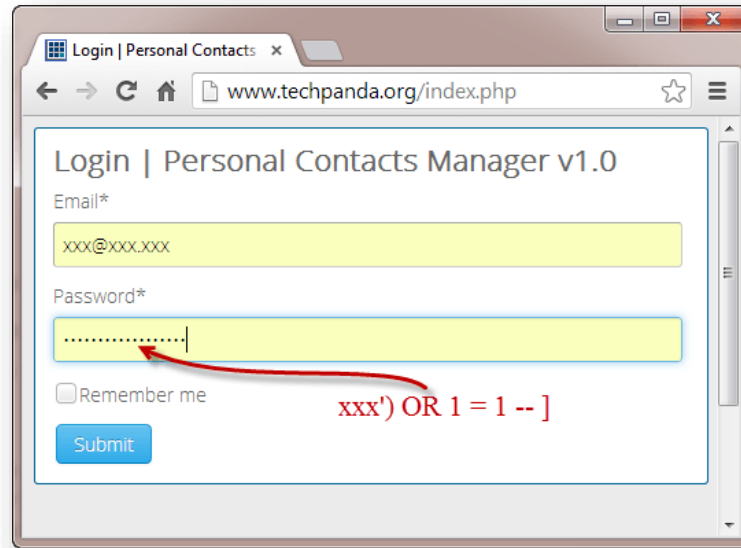 Login | Personal Contacts
www.techpanda.org/index.php
Login | Personal Contacts Manager v1.0
Email*
xxx@xxx.xxx
Password*
••••••••••••••••••
Remember me
xxx') OR 1 = 1 -- ]
Submit